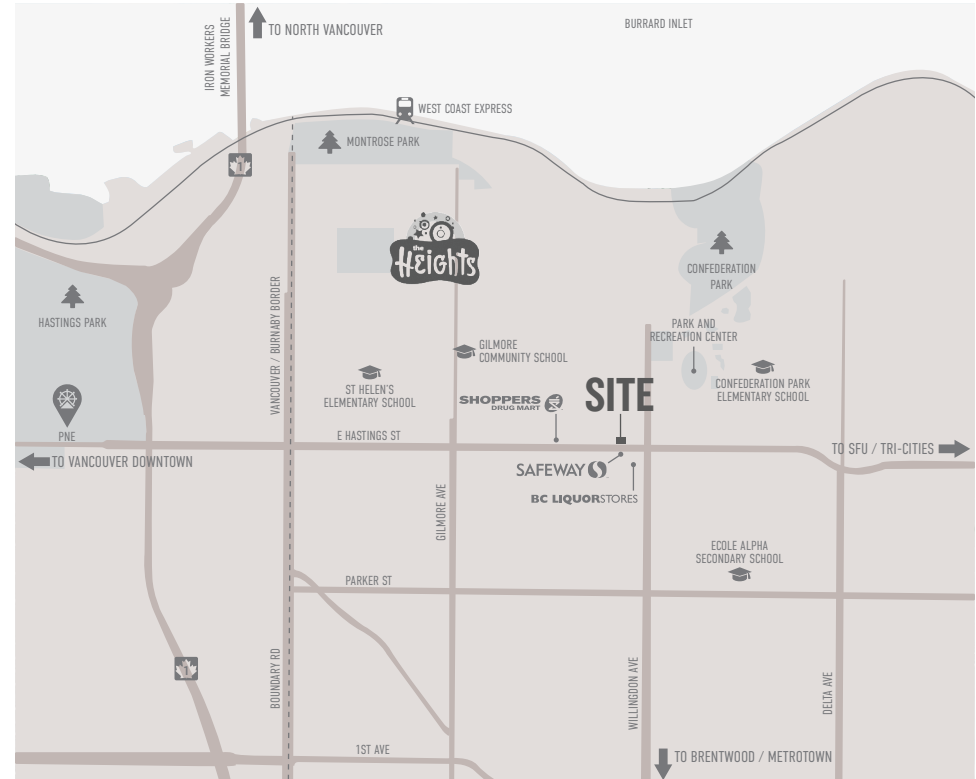 IRON WORKERS
MEMORIAL BRIDGE
TO NORTH VANCOUVER
BURRARD INLET
WEST COAST EXPRESS
MONTROSE PARK
1
the
Heights
CONFEDERATION
PARK
HASTINGS PARK
VANCOUVER / BURNABY BORDER
PARK AND
RECREATION CENTER
GILMORE
COMMUNITY SCHOOL
ST HELEN'S
ELEMENTARY SCHOOL
SHOPPERS
DRUG MART
SITE
CONFEDERATION PARK
ELEMENTARY SCHOOL
PNE
E HASTINGS ST
TO VANCOUVER DOWNTOWN
TO SFU / TRI-CITIES
SAFEWAY
BC LIQUORSTORES
GILMORE AVE
ECOLE ALPHA
SECONDARY SCHOOL
PARKER ST
1
BOUNDARY RD
WILLINGDON AVE
DELTA AVE
1ST AVE
TO BRENTWOOD / METROTOWN